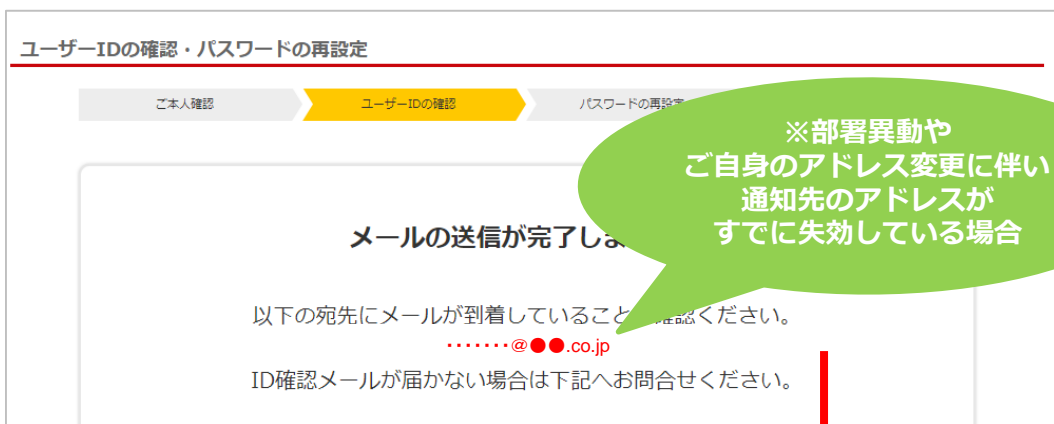 ユーザーIDの確認・パスワードの再設定
ご本人確認
ユーザーIDの確認
パスワードの再設定
※部署異動や
ご自身のアドレス変更に伴い
通知先のアドレスが
すでに失効している場合
メールの送信が完了しま
以下の宛先にメールが到着していること 確認ください。
・・・・・・・@●●.co.jp
ID確認メールが届かない場合は下記へお問合せください。